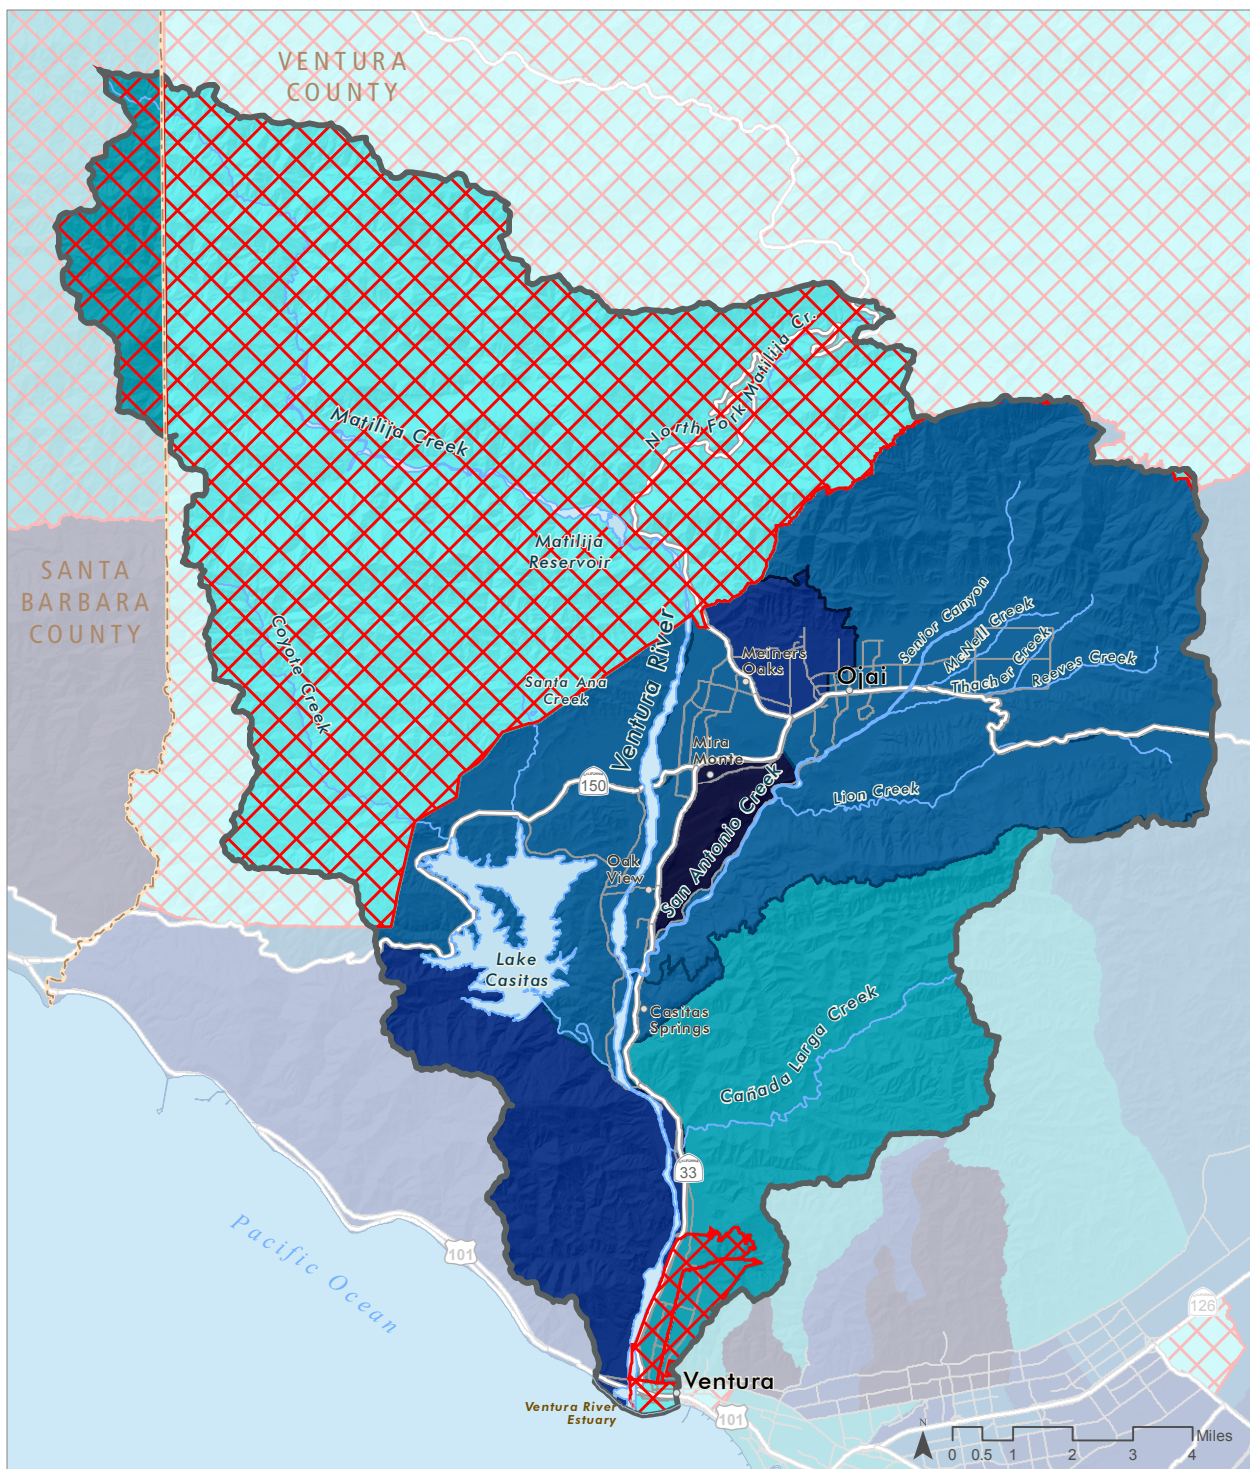 VENTURA
COUNTY
North Fork Matilija Cr.
Matilija Creek
Matilija
Reservoir
SANTA
BARBARA
COUNTY
Coyote Creek
Santa Ana
Creek
Ventura River
Meiners
Oaks
Ojai
Senior Canyon
McNell Creek
Thacher Creek
Reeves Creek
Mira
Monte
CALIFORNIA
150
San Antonio Creek
Lion Creek
Oak
View
Lake
Casitas
Casitas
Springs
Cañada Larga Creek
CALIFORNIA
33
Pacific Ocean
101
126
Ventura
Ventura River
Estuary
101
N
Miles
0 0.5 1 2 3 4